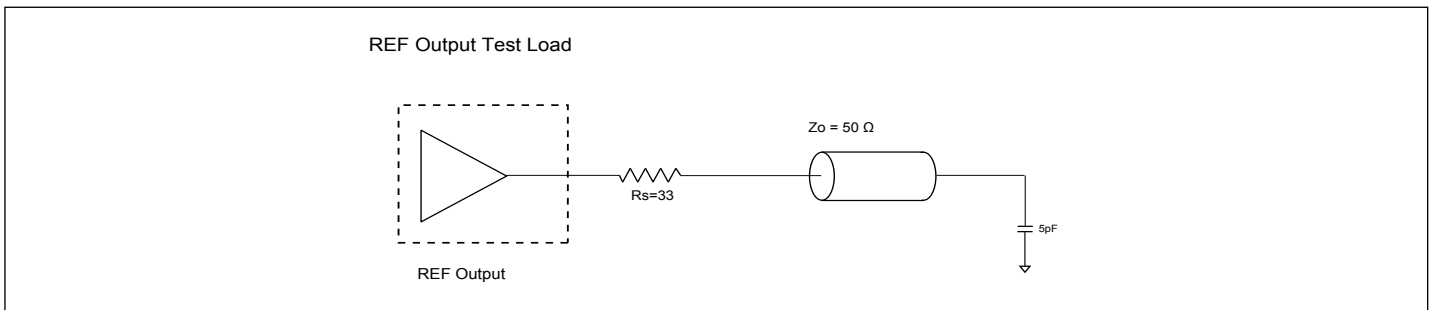 REF Output Test Load
Zo = 50 Ω
Rs=33
5pF
REF Output